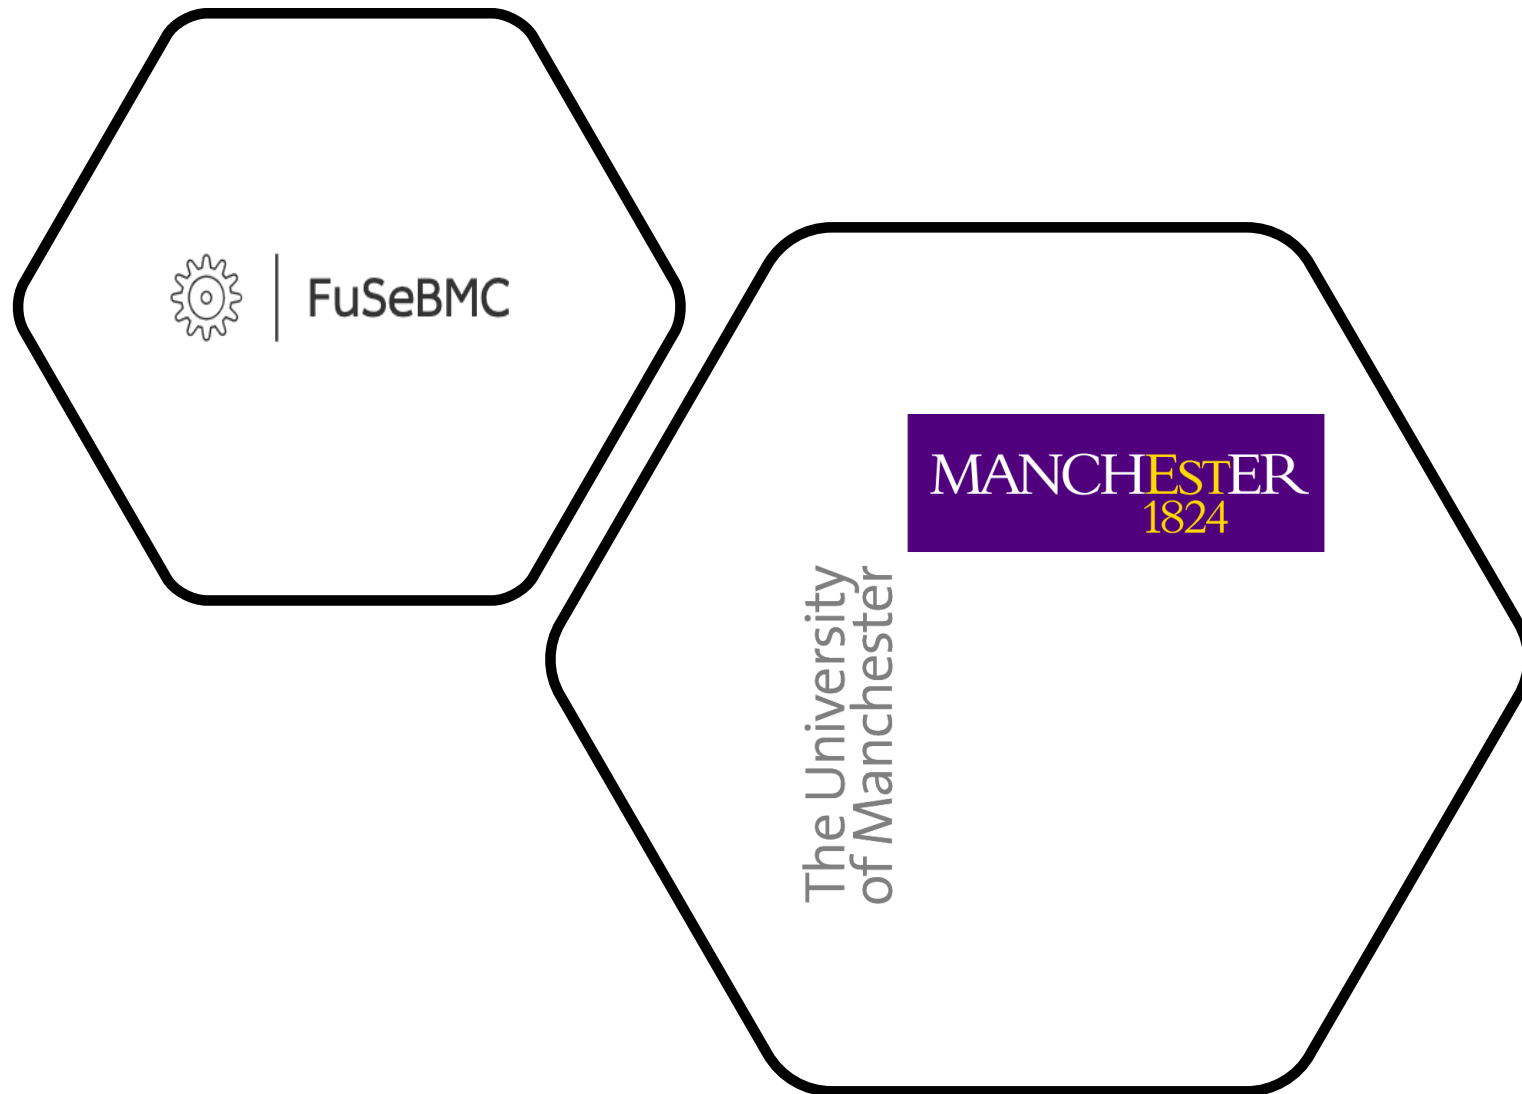 FuSeBMC
MANCHEsTER
1824
The University
of Manchester